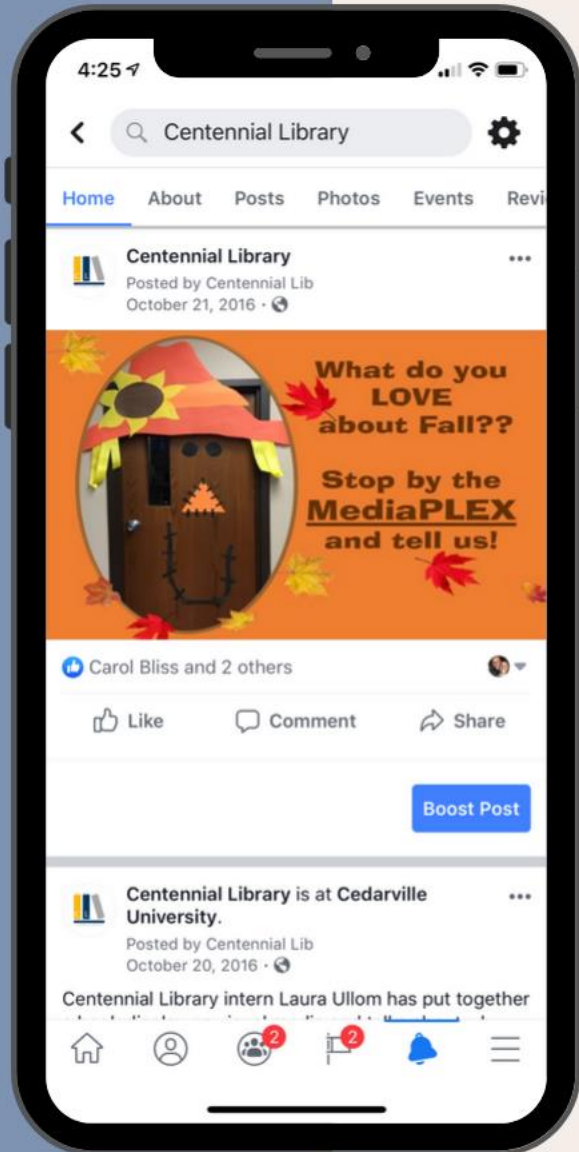 4:25
Centennial Library
Home About Posts Photos Events Revi
Centennial Library
Posted by Centennial Lib
October 21, 2016 ·
What do you
LOVE
about Fall??
Stop by the
MediaPLEX
and tell us!
Carol Bliss and 2 others
Like Comment Share
Boost Post
Centennial Library is at Cedarville
University.
Posted by Centennial Lib
October 20, 2016 ·
Centennial Library intern Laura Ullom has put together
2 2